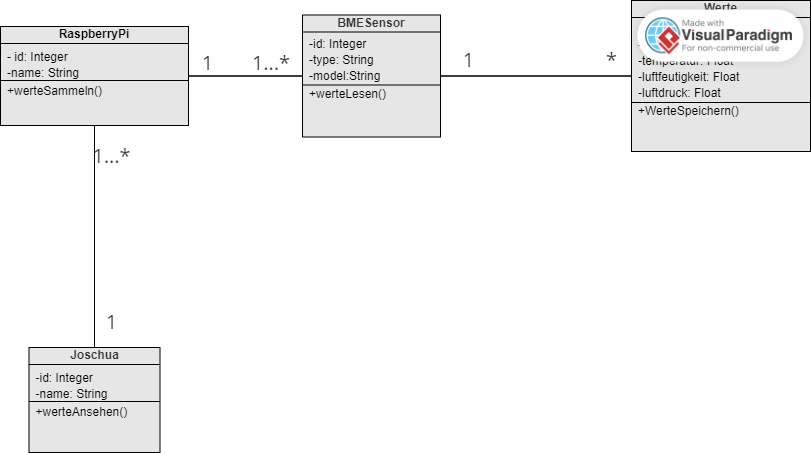 RaspberryPi
- id: Integer
-name: String
+werteSammeln()
1
1...*
BMESensor
-id: Integer
-type: String
-model:String
+werteLesen()
1
*
Werte
Made with
VisualParadigm
For non-commercial use
-temperatur: Float
-luftfeutigkeit: Float
-luftdruck: Float
+WerteSpeichern()
1...*
1
Joschua
-id: Integer
-name: String
+werteAnsehen()